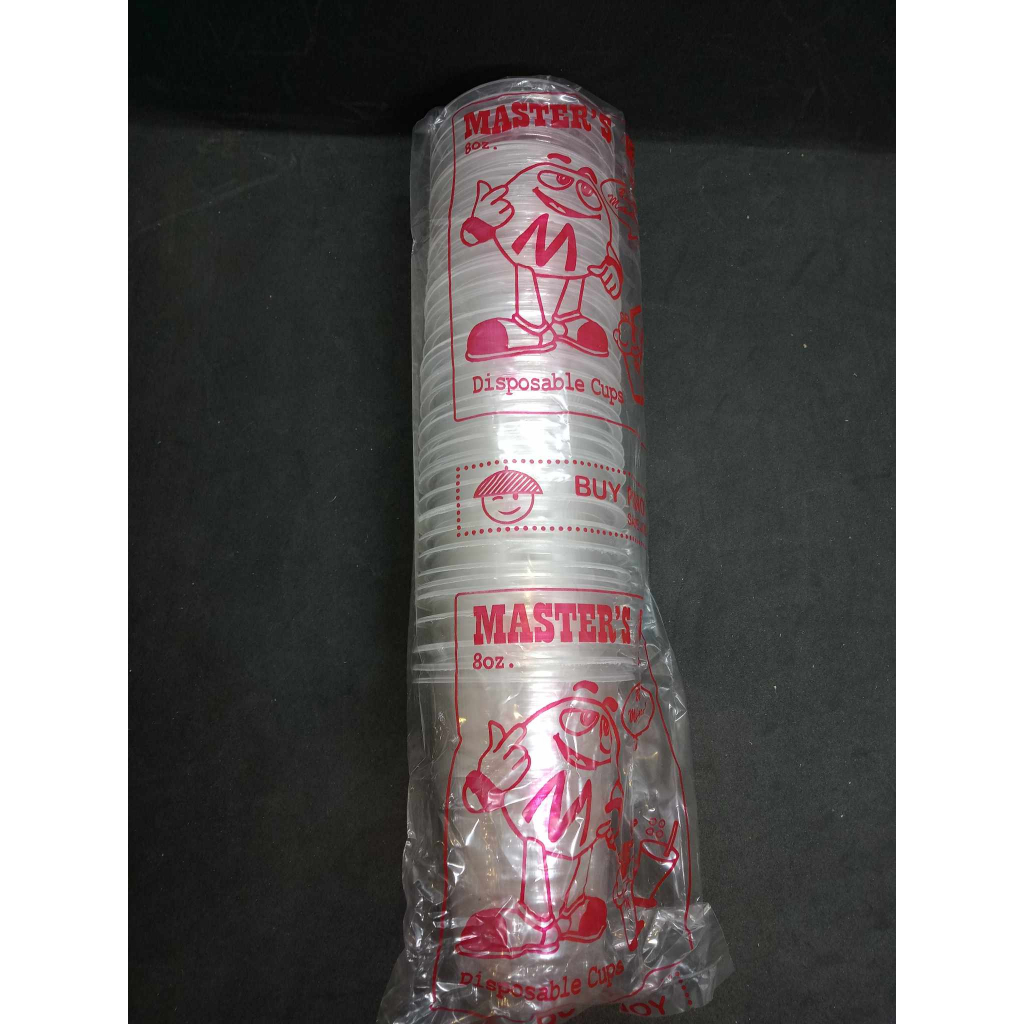 MASTER'S
8oz.
M
Disposable Cups
BUY
MASTER'S
8oz.
M
Disposable Cups